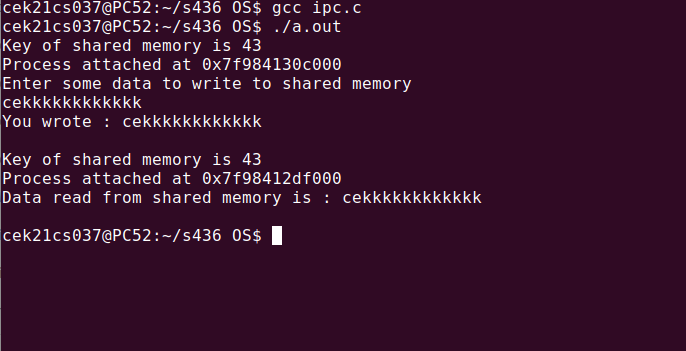 cek21cs037@PC52:~/s436 OS$ gcc ipc.c
cek21cs037@PC52:~/s436 OS$ ./a.out
Key of shared memory is 43
Process attached at 0x7f984130c000
Enter some data to write to shared memory
cekkkkkkkkkkkk
You wrote : cekkkkkkkkkkkk
Key of shared memory is 43
Process attached at 0x7f98412df000
Data read from shared memory is : cekkkkkkkkkkkk
cek21cs037@PC52:~/s436 OS$